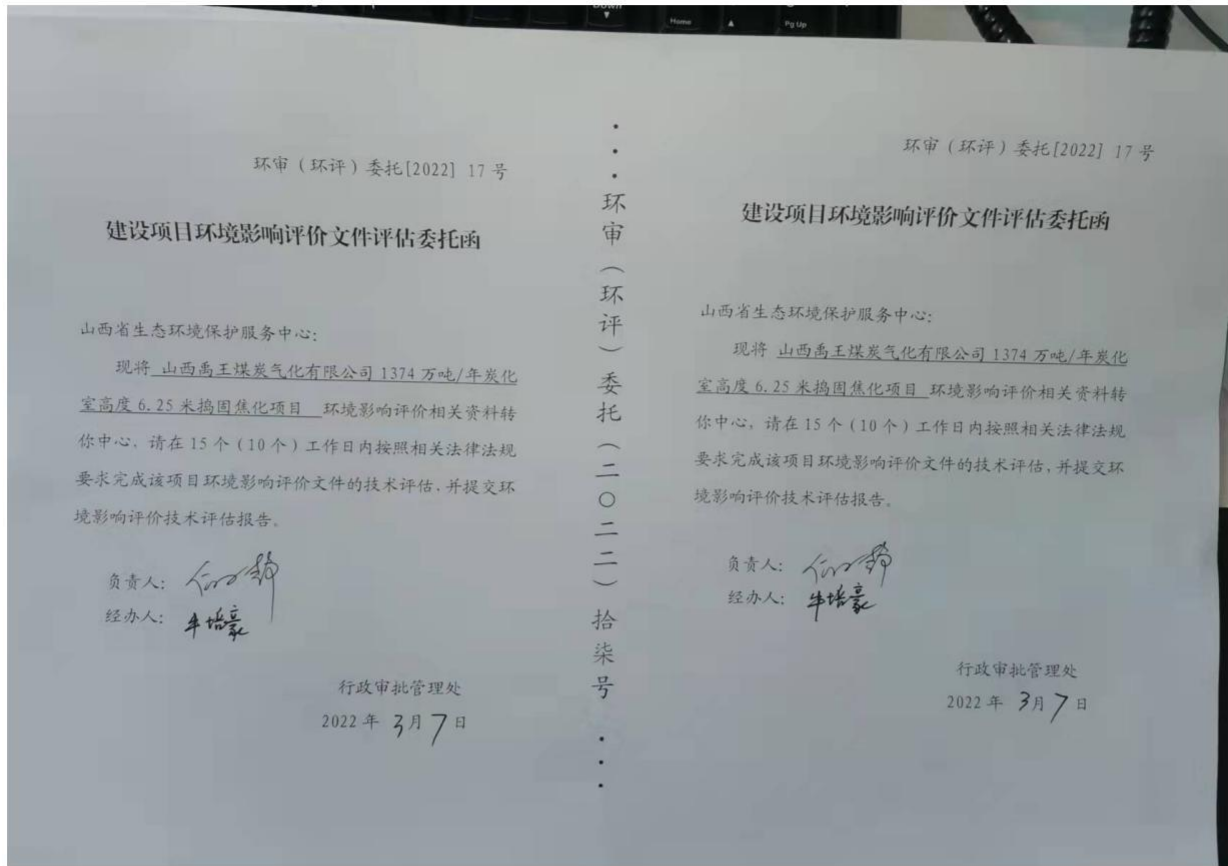 Home
Pg Up
环审（环评）委托[2022] 17 号
建设项目环境影响评价文件评估委托函
山西省生态环境保护服务中心：
现将 山西禹王煤炭气化有限公司 1374 万吨/年炭化
室高度 6.25 米捣固焦化项目 环境影响评价相关资料转
你中心，请在 15 个（10 个）工作日内按照相关法律法规
要求完成该项目环境影响评价文件的技术评估，并提交环
境影响评价技术评估报告。
负责人：
经办人：牛培豪
行政审批管理处
2022 年 3 月 7 日
···环审（环评）委托（二〇二二）拾柒号···
环审（环评）委托[2022] 17 号
建设项目环境影响评价文件评估委托函
山西省生态环境保护服务中心：
现将 山西禹王煤炭气化有限公司 1374 万吨/年炭化
室高度 6.25 米捣固焦化项目 环境影响评价相关资料转
你中心，请在 15 个（10 个）工作日内按照相关法律法规
要求完成该项目环境影响评价文件的技术评估，并提交环
境影响评价技术评估报告。
负责人：
经办人：牛培豪
行政审批管理处
2022 年 3 月 7 日